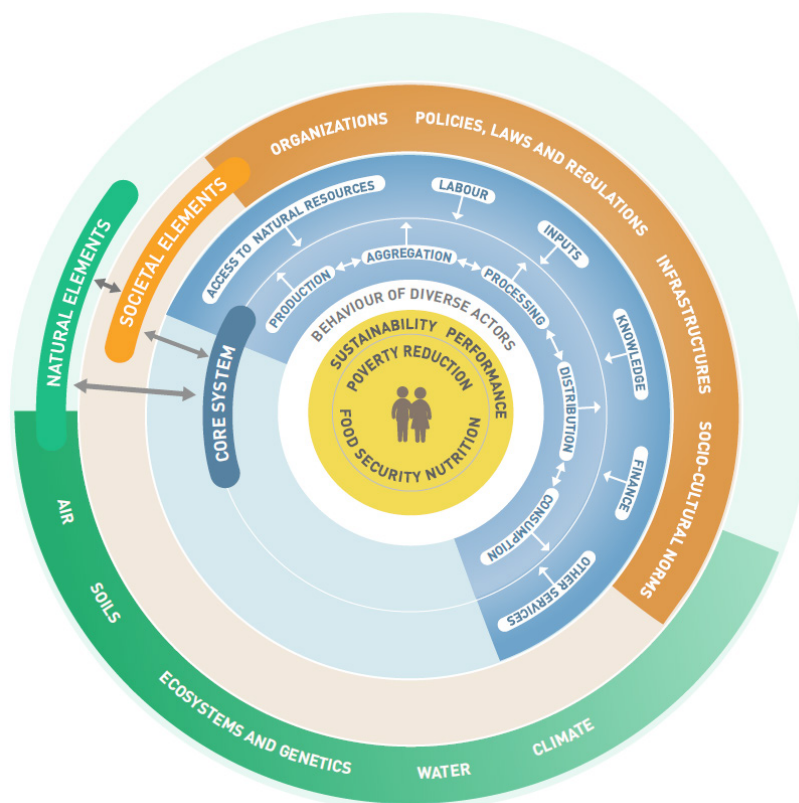 NATURAL ELEMENTS
SOCIETAL ELEMENTS
CORE SYSTEM
ORGANIZATIONS
POLICIES, LAWS AND REGULATIONS
INFRASTRUCTURES
SOCIO-CULTURAL NORMS
ACCESS TO NATURAL RESOURCES
LABOUR
INPUTS
KNOWLEDGE
FINANCE
OTHER SERVICES
PRODUCTION
AGGREGATION
PROCESSING
DISTRIBUTION
CONSUMPTION
BEHAVIOUR OF DIVERSE ACTORS
SUSTAINABILITY PERFORMANCE
POVERTY REDUCTION
FOOD SECURITY NUTRITION
AIR
SOILS
ECOSYSTEMS AND GENETICS
WATER
CLIMATE